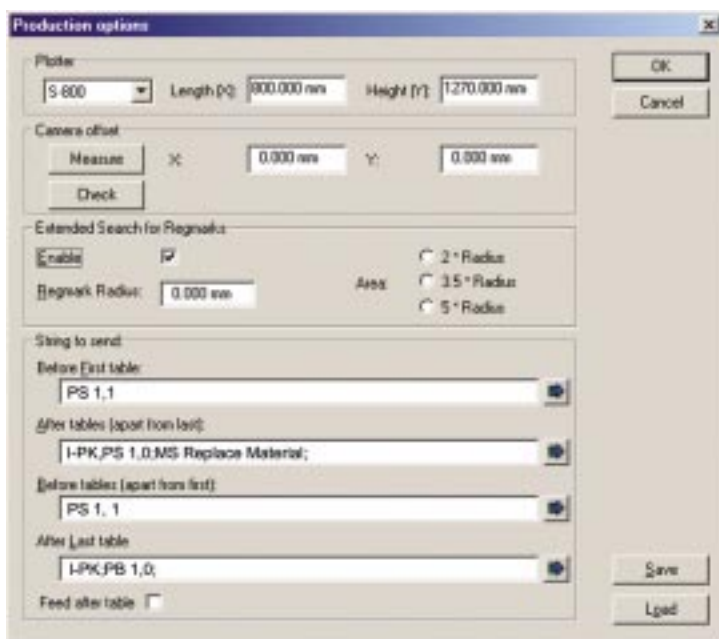 Production options
Plotter
S-800
Length (X):
800.000 mm
Height (Y):
1270.000 mm
OK
Cancel
Camera offset
Measure
X:
0.000 mm
Y:
0.000 mm
Check
Extended Search for Regmarks
Enable
Regmark Radius:
0.000 mm
Area:
2 * Radius
3.5 * Radius
5 * Radius
String to send
Before First table:
PS 1,1
After tables (apart from last):
I-PK,PS 1,0;MS Replace Material;
Before tables (apart from first):
PS 1, 1
After Last table
I-PK;PB 1,0;
Feed after table
Save
Load